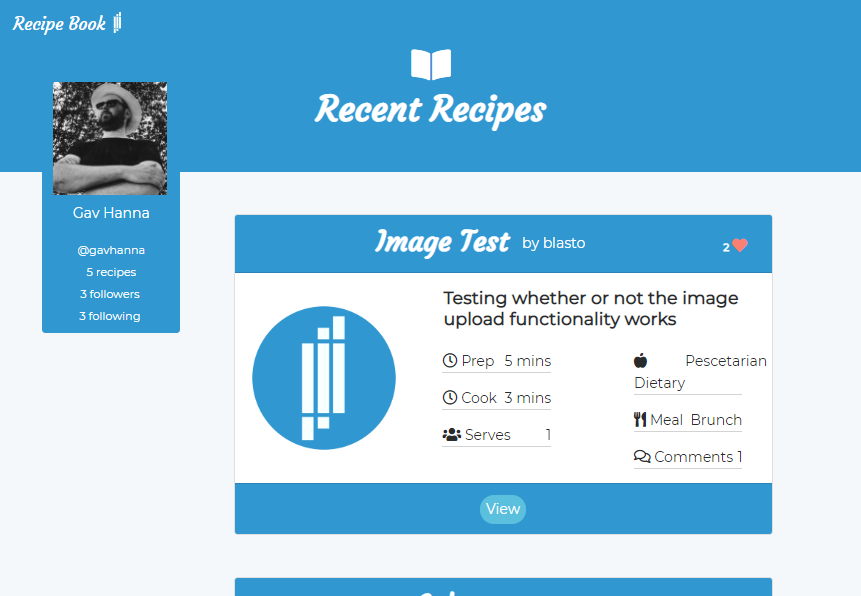 Recipe Book
Recent Recipes
Gav Hanna
@gavhanna
5 recipes
3 followers
3 following
Image Test by blasto 2
Testing whether or not the image
upload functionality works
Prep 5 mins
Cook 3 mins
Serves 1
Pescetarian
Dietary
Meal Brunch
Comments 1
View